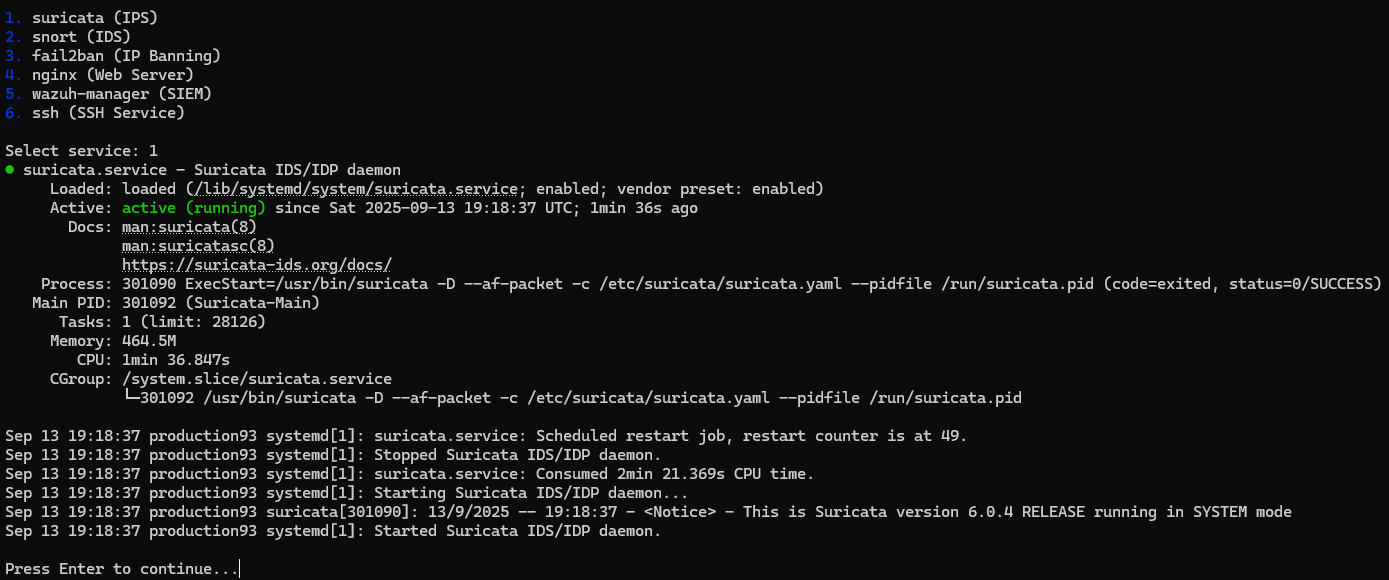 1. suricata (IPS)
2. snort (IDS)
3. fail2ban (IP Banning)
4. nginx (Web Server)
5. wazuh-manager (SIEM)
6. ssh (SSH Service)
Select service: 1
● suricata.service - Suricata IDS/IDP daemon
Loaded: loaded (/lib/systemd/system/suricata.service; enabled; vendor preset: enabled)
Active: active (running) since Sat 2025-09-13 19:18:37 UTC; 1min 36s ago
Docs: man:suricata(8)
man:suricatasc(8)
https://suricata-ids.org/docs/
Process: 301090 ExecStart=/usr/bin/suricata -D --af-packet -c /etc/suricata/suricata.yaml --pidfile /run/suricata.pid (code=exited, status=0/SUCCESS)
Main PID: 301092 (Suricata-Main)
Tasks: 1 (limit: 28126)
Memory: 464.5M
CPU: 1min 36.847s
CGroup: /system.slice/suricata.service
└─301092 /usr/bin/suricata -D --af-packet -c /etc/suricata/suricata.yaml --pidfile /run/suricata.pid
Sep 13 19:18:37 production93 systemd[1]: suricata.service: Scheduled restart job, restart counter is at 49.
Sep 13 19:18:37 production93 systemd[1]: Stopped Suricata IDS/IDP daemon.
Sep 13 19:18:37 production93 systemd[1]: suricata.service: Consumed 2min 21.369s CPU time.
Sep 13 19:18:37 production93 systemd[1]: Starting Suricata IDS/IDP daemon...
Sep 13 19:18:37 production93 suricata[301090]: 13/9/2025 -- 19:18:37 - <Notice> - This is Suricata version 6.0.4 RELEASE running in SYSTEM mode
Sep 13 19:18:37 production93 systemd[1]: Started Suricata IDS/IDP daemon.
Press Enter to continue...